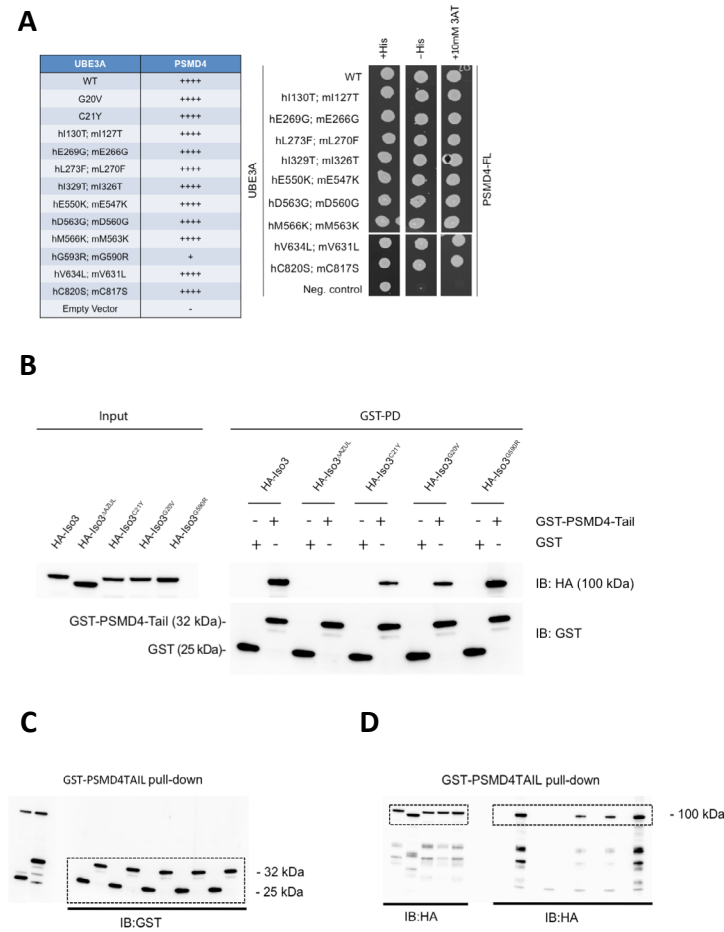 A
UBE3A PSMD4
WT ++++
G20V ++++
C21Y ++++
hI130T; mI127T ++++
hE269G; mE266G ++++
hL273F; mL270F ++++
hI329T; mI326T ++++
hE550K; mE547K ++++
hD563G; mD560G ++++
hM566K; mM563K ++++
hG593R; mG590R +
hV634L; mV631L ++++
hC820S; mC817S ++++
Empty Vector -
+His
−His
+10mM 3AT
UBE3A
WT
hI130T; mI127T
hE269G; mE266G
hL273F; mL270F
hI329T; mI326T
hE550K; mE547K
hD563G; mD560G
hM566K; mM563K
hV634L; mV631L
hC820S; mC817S
Neg. control
PSMD4-FL
B
Input
GST-PD
HA-Iso3
HA-Iso3ΔAZUL
HA-Iso3C21Y
HA-Iso3G20V
HA-Iso3G590R
HA-Iso3
HA-Iso3ΔAZUL
HA-Iso3C21Y
HA-Iso3G20V
HA-Iso3G590R
- + - + - + - + - + GST-PSMD4-Tail
+ - + - + - + - + - GST
IB: HA (100 kDa)
GST-PSMD4-Tail (32 kDa)-
IB: GST
GST (25 kDa)-
C
GST-PSMD4TAIL pull-down
- 32 kDa
- 25 kDa
IB:GST
D
GST-PSMD4TAIL pull-down
- 100 kDa
IB:HA
IB:HA